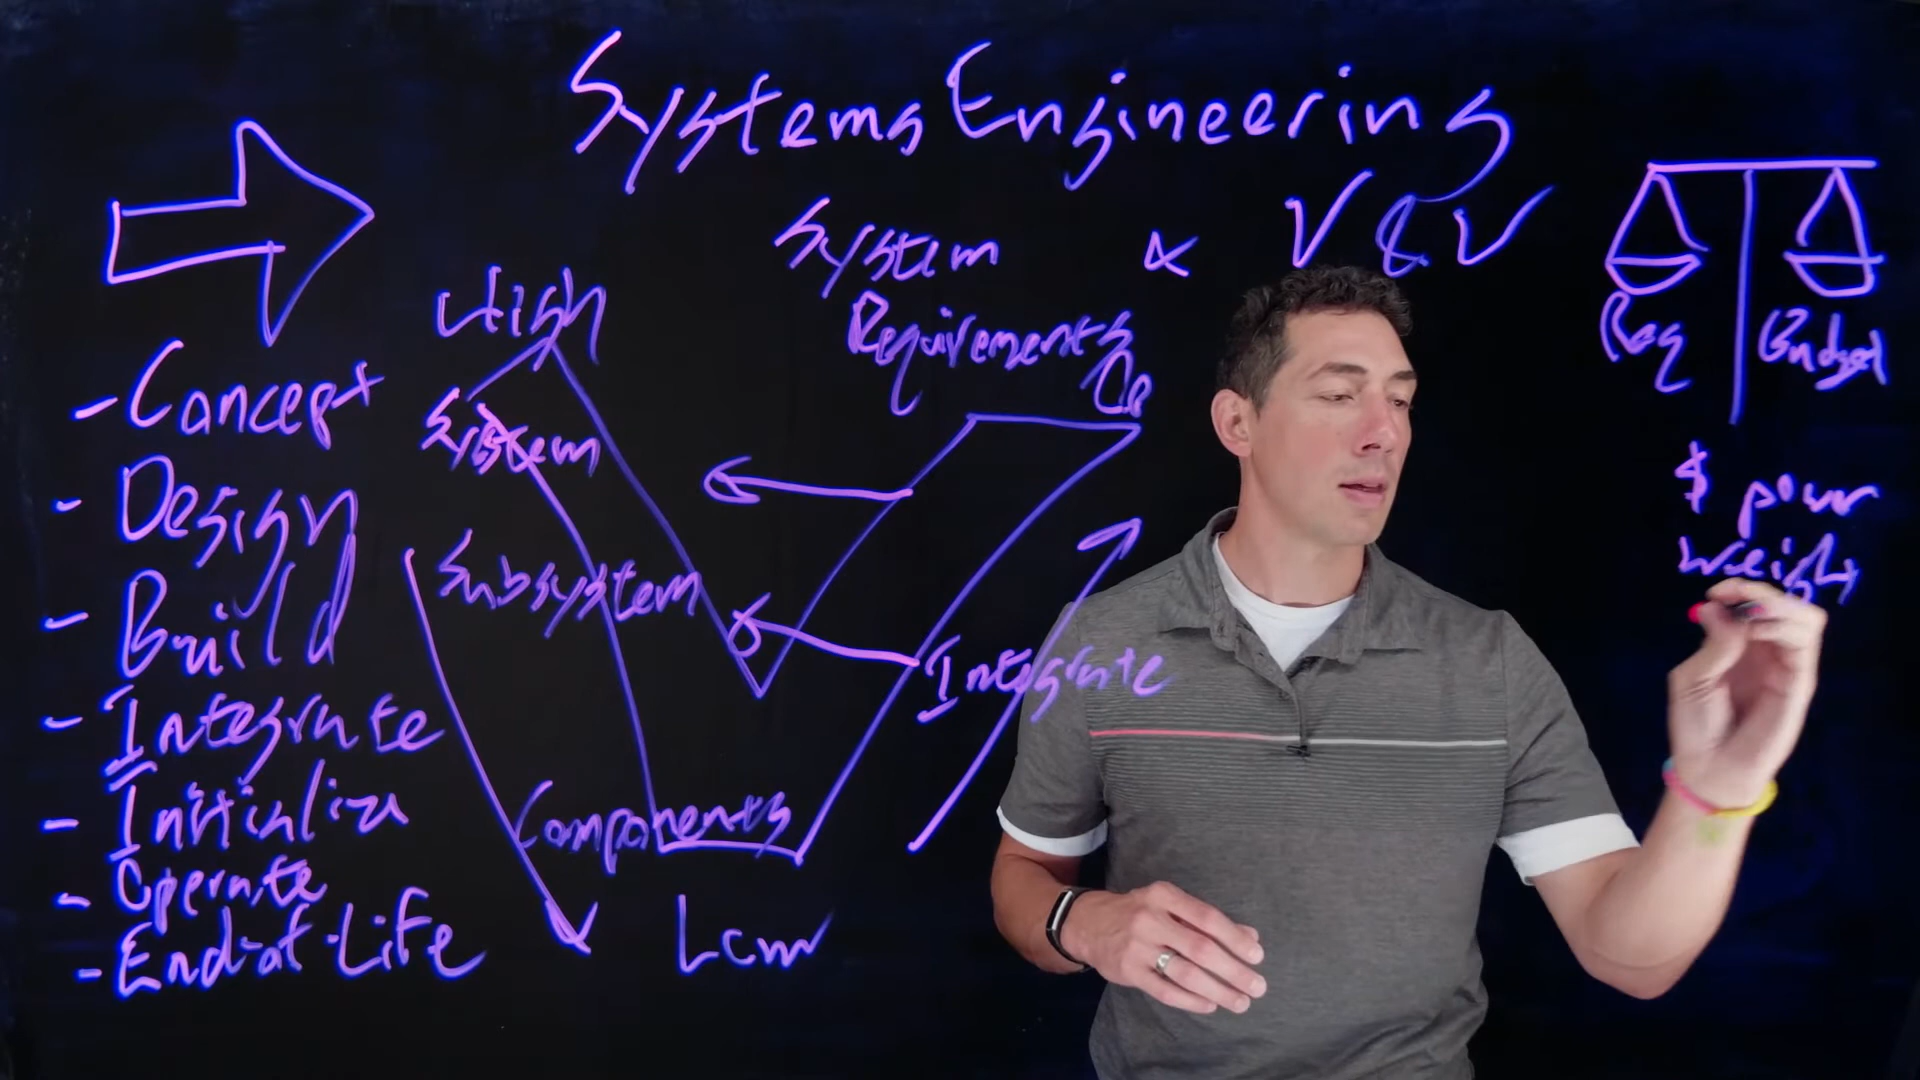 Systems Engineering
System & V & V
Requirements
- Concept
- Design
- Build
- Integrate
- Initialize
- Operate
- End-of-Life
High
System
Subsystem
Components
Integrate
Req
Budget
$ power
weight